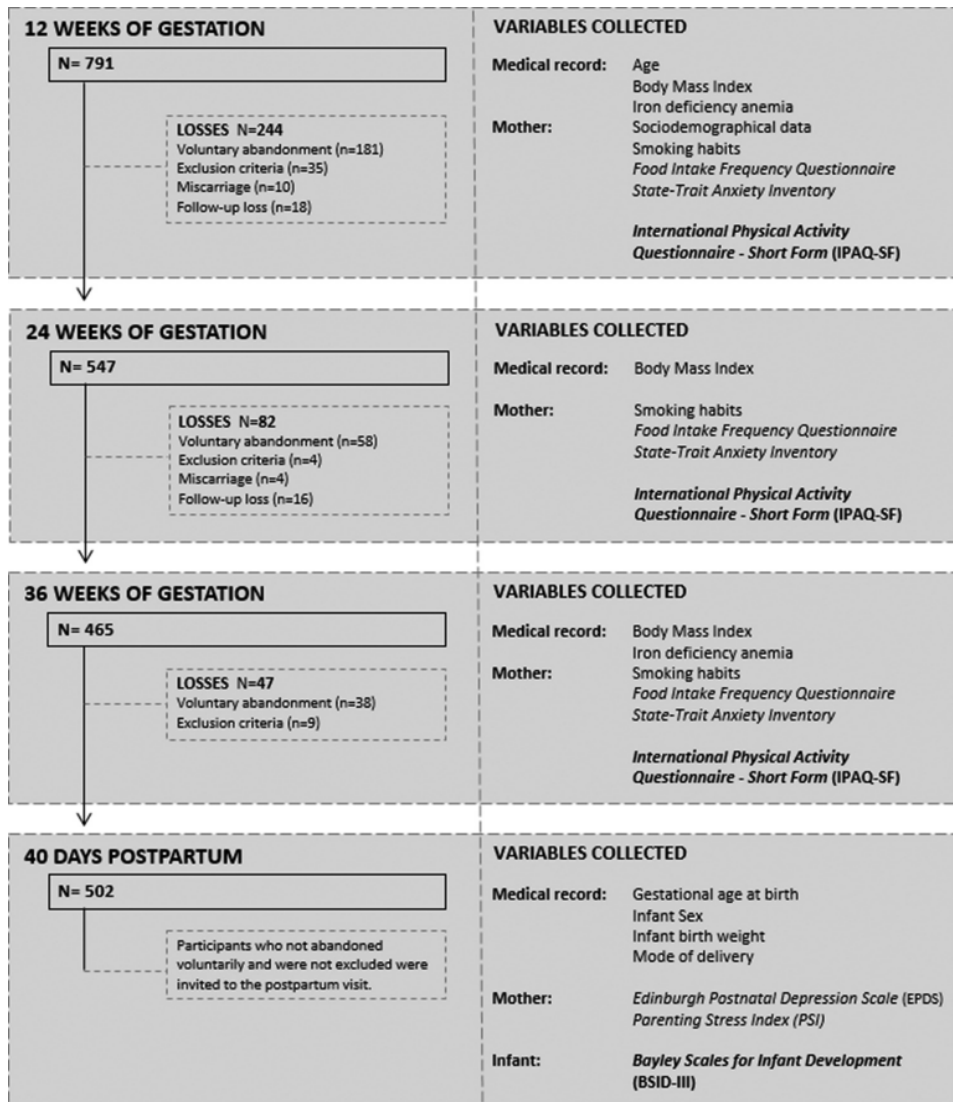 12 WEEKS OF GESTATION
N= 791
LOSSES N=244
Voluntary abandonment (n=181)
Exclusion criteria (n=35)
Miscarriage (n=10)
Follow-up loss (n=18)
VARIABLES COLLECTED
Medical record: Age
Body Mass Index
Iron deficiency anemia
Mother: Sociodemographical data
Smoking habits
Food Intake Frequency Questionnaire
State-Trait Anxiety Inventory
International Physical Activity
Questionnaire - Short Form (IPAQ-SF)
24 WEEKS OF GESTATION
N= 547
LOSSES N=82
Voluntary abandonment (n=58)
Exclusion criteria (n=4)
Miscarriage (n=4)
Follow-up loss (n=16)
VARIABLES COLLECTED
Medical record: Body Mass Index
Mother: Smoking habits
Food Intake Frequency Questionnaire
State-Trait Anxiety Inventory
International Physical Activity
Questionnaire - Short Form (IPAQ-SF)
36 WEEKS OF GESTATION
N= 465
LOSSES N=47
Voluntary abandonment (n=38)
Exclusion criteria (n=9)
VARIABLES COLLECTED
Medical record: Body Mass Index
Iron deficiency anemia
Mother: Smoking habits
Food Intake Frequency Questionnaire
State-Trait Anxiety Inventory
International Physical Activity
Questionnaire - Short Form (IPAQ-SF)
40 DAYS POSTPARTUM
N= 502
Participants who not abandoned
voluntarily and were not excluded were
invited to the postpartum visit.
VARIABLES COLLECTED
Medical record: Gestational age at birth
Infant Sex
Infant birth weight
Mode of delivery
Mother: Edinburgh Postnatal Depression Scale (EPDS)
Parenting Stress Index (PSI)
Infant: Bayley Scales for Infant Development
(BSID-III)